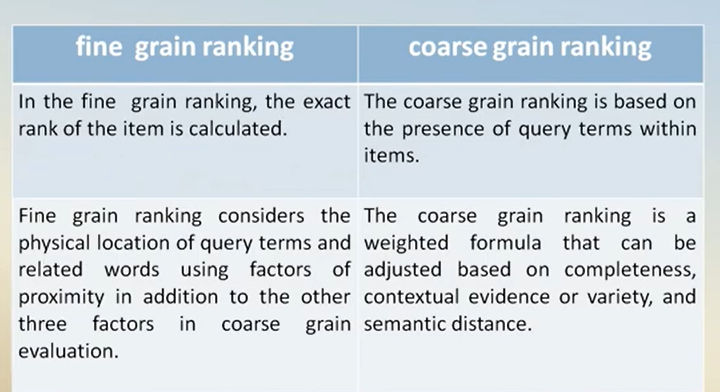 fine grain ranking
coarse grain ranking
In the fine grain ranking, the exact
rank of the item is calculated.
The coarse grain ranking is based on
the presence of query terms within
items.
Fine grain ranking considers the
physical location of query terms and
related words using factors of
proximity in addition to the other
three factors in coarse grain
evaluation.
The coarse grain ranking is a
weighted formula that can be
adjusted based on completeness,
contextual evidence or variety, and
semantic distance.